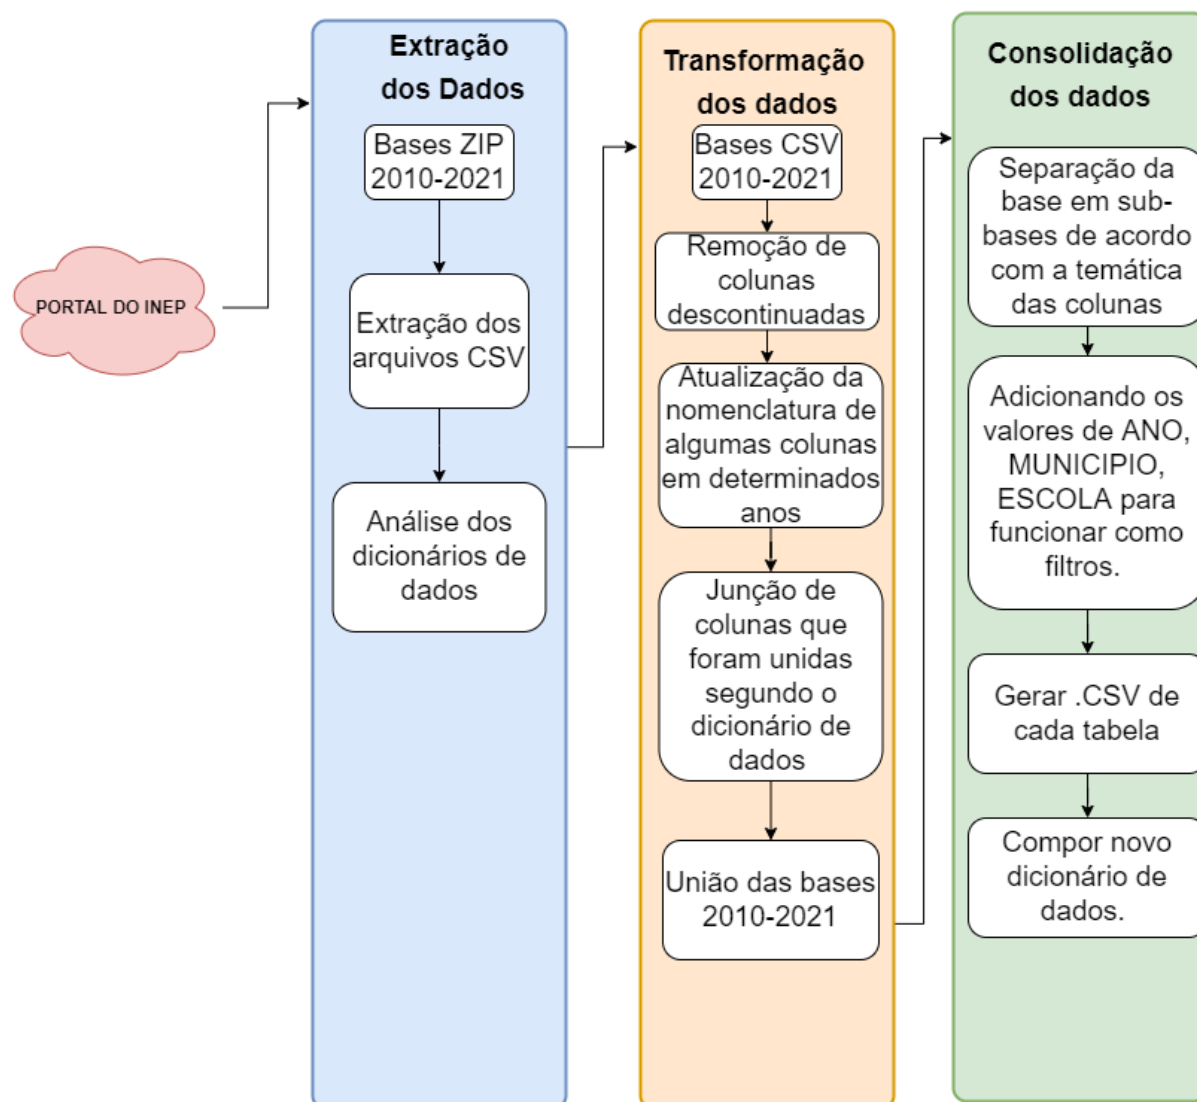 PORTAL DO INEP
Extração
dos Dados
Bases ZIP
2010-2021
Extração dos
arquivos CSV
Análise dos
dicionários de
dados
Transformação
dos dados
Bases CSV
2010-2021
Remoção de
colunas
descontinuadas
Atualização da
nomenclatura de
algumas colunas
em determinados
anos
Junção de
colunas que
foram unidas
segundo o
dicionário de
dados
União das bases
2010-2021
Consolidação
dos dados
Separação da
base em sub-
bases de acordo
com a temática
das colunas
Adicionando os
valores de ANO,
MUNICIPIO,
ESCOLA para
funcionar como
filtros.
Gerar .CSV de
cada tabela
Compor novo
dicionário de
dados.